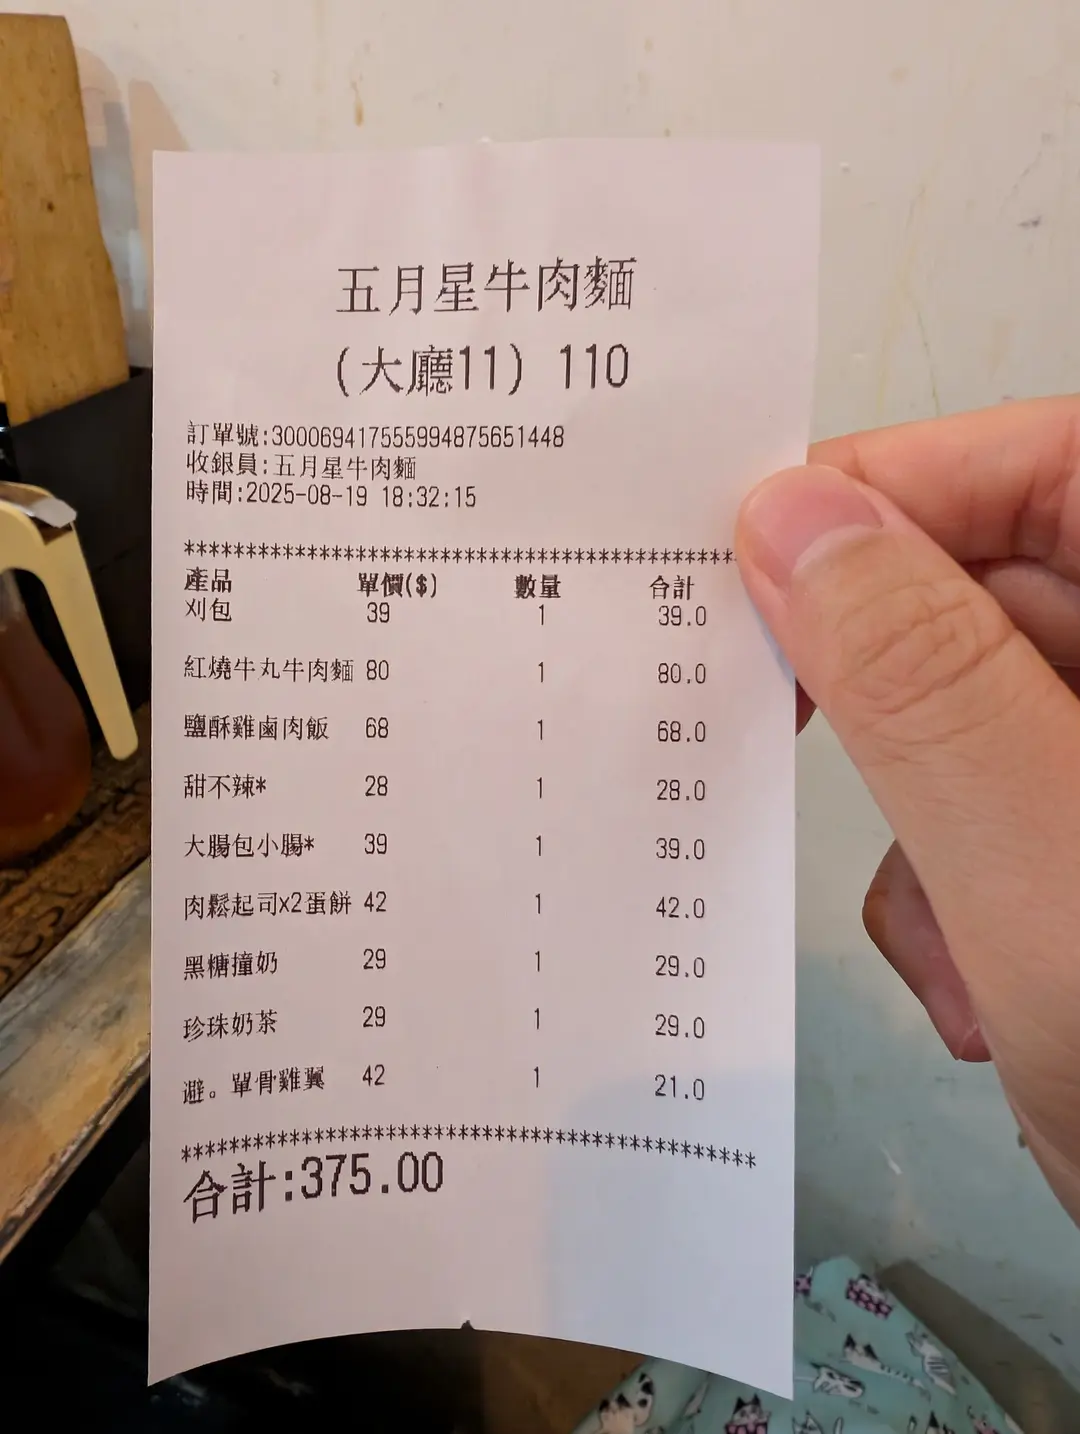 五月星牛肉麵
(大廳11) 110
訂單號:3000694175559948756​51448
收銀員:五月星牛肉麵
時間:2025-08-19 18:32:15
***********************************************
產品 單價($) 數量 合計
刈包 39 1 39.0
紅燒牛丸牛肉麵 80 1 80.0
鹽酥雞鹵肉飯 68 1 68.0
甜不辣* 28 1 28.0
大腸包小腸* 39 1 39.0
肉鬆起司x2蛋餅 42 1 42.0
黑糖撞奶 29 1 29.0
珍珠奶茶 29 1 29.0
避。單骨雞翼 42 1 21.0
***********************************************
合計:375.00